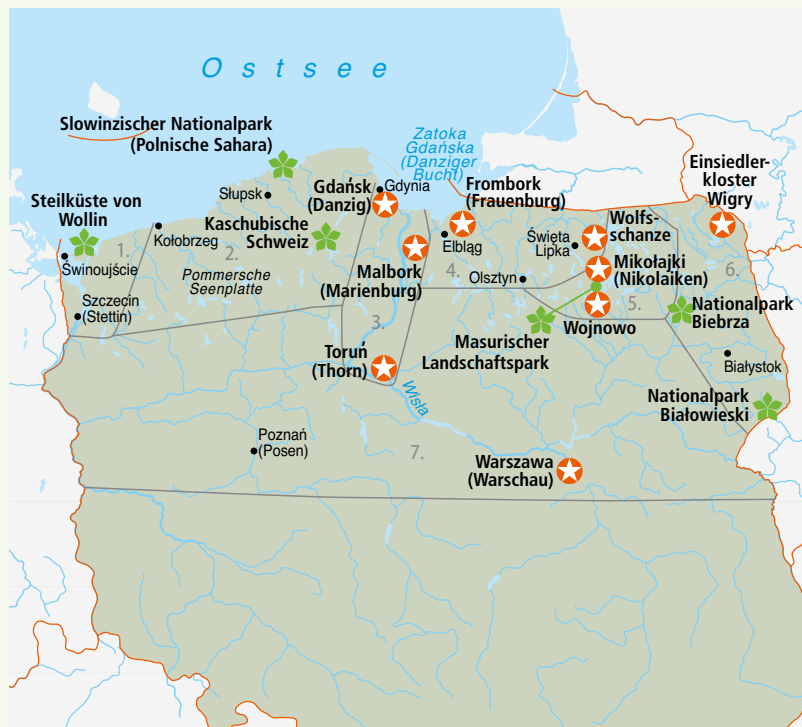 Ostsee
Slowinzischer Nationalpark
(Polnische Sahara)
Zatoka
Gdańska
(Danziger
Bucht)
Einsiedler-
kloster
Wigry
Steilküste von
Wollin
Słupsk
Gdańsk
(Danzig)
Gdynia
Frombork
(Frauenburg)
Kaschubische
Schweiz
Kołobrzeg
Elbląg
Święta
Lipka
Wolfs-
schanze
1.
2.
Świnoujście
Pommersche
Seenplatte
Malbork
(Marienburg)
4.
Olsztyn
Mikołajki
(Nikolaiken)
6.
Szczecin
(Stettin)
3.
Wojnowo
5.
Nationalpark
Biebrza
Masurischer
Landschaftspark
Toruń
(Thorn)
Białystok
Wisła
Nationalpark
Białowieski
Poznań
(Posen)
7.
Warszawa
(Warschau)